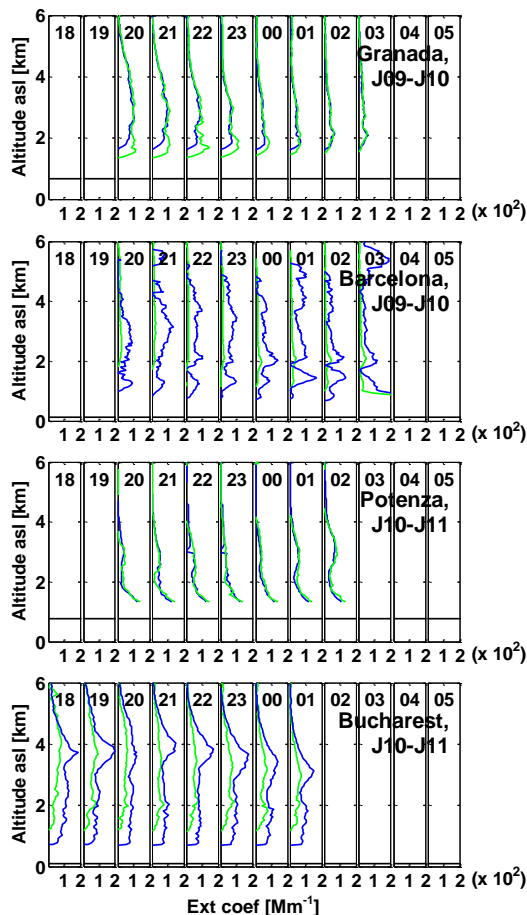 6
18 19 20 21 22 23 00 01 02 03 04 05
Granada,
J09-J10
4
Altitude asl [km]
2
0
1 2 1 2 1 2 1 2 1 2 1 2 1 2 1 2 1 2 1 2 1 2 1 2 (x 10²)
6
18 19 20 21 22 23 00 01 02 03 04 05
Barcelona,
J09-J10
4
Altitude asl [km]
2
0
1 2 1 2 1 2 1 2 1 2 1 2 1 2 1 2 1 2 1 2 1 2 1 2 (x 10²)
6
18 19 20 21 22 23 00 01 02 03 04 05
Potenza,
J10-J11
4
Altitude asl [km]
2
0
1 2 1 2 1 2 1 2 1 2 1 2 1 2 1 2 1 2 1 2 1 2 1 2 (x 10²)
6
18 19 20 21 22 23 00 01 02 03 04 05
Bucharest,
J10-J11
4
Altitude asl [km]
2
0
1 2 1 2 1 2 1 2 1 2 1 2 1 2 1 2 1 2 1 2 1 2 1 2 (x 10²)
Ext coef [Mm⁻¹]